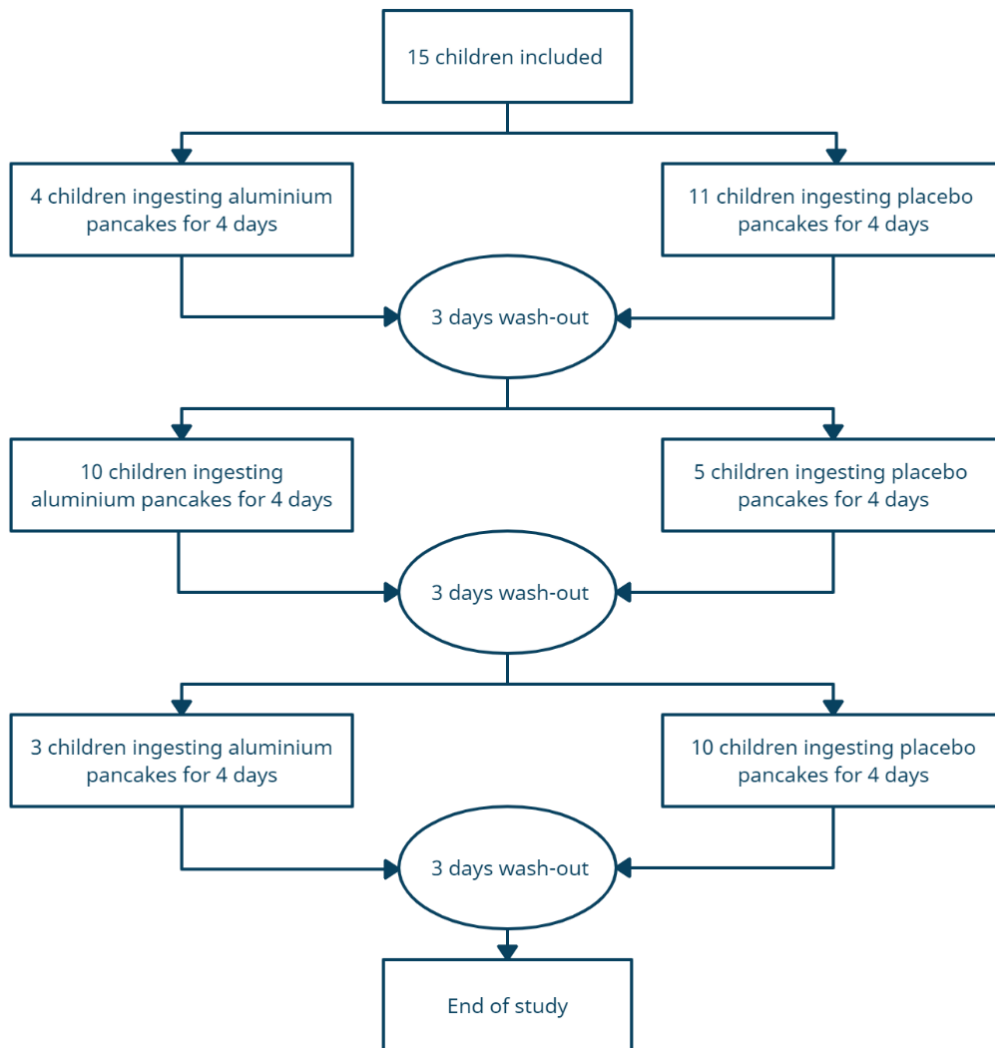 15 children included
4 children ingesting aluminium
pancakes for 4 days
11 children ingesting placebo
pancakes for 4 days
3 days wash-out
10 children ingesting
aluminium pancakes for 4 days
5 children ingesting placebo
pancakes for 4 days
3 days wash-out
3 children ingesting aluminium
pancakes for 4 days
10 children ingesting placebo
pancakes for 4 days
3 days wash-out
End of study